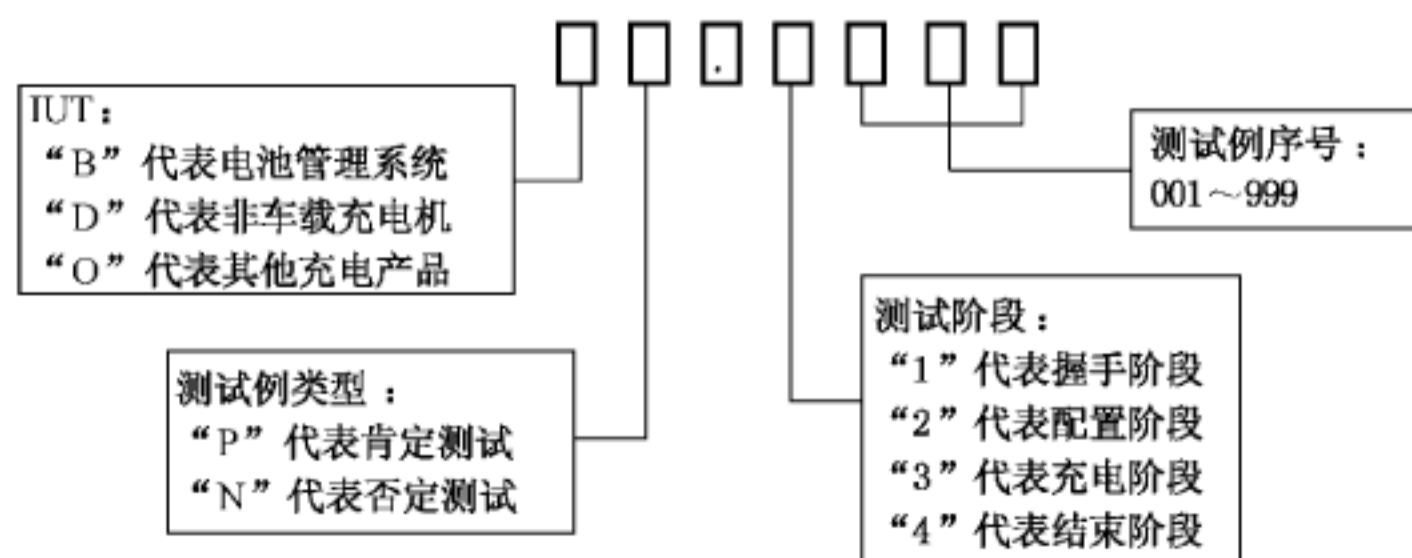 .
IUT：
“B”代表电池管理系统
“D”代表非车载充电机
“O”代表其他充电产品
测试例序号：
001～999
测试阶段：
“1”代表握手阶段
“2”代表配置阶段
“3”代表充电阶段
“4”代表结束阶段
测试例类型：
“P”代表肯定测试
“N”代表否定测试